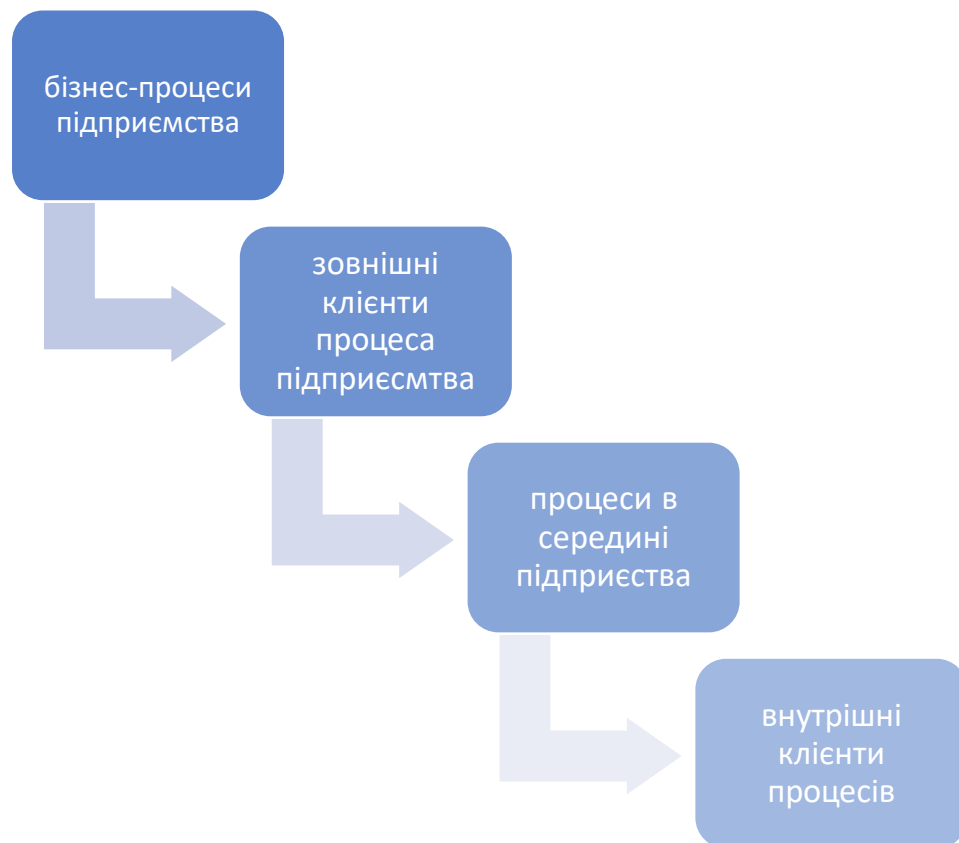 бізнес-процеси
підприємства
зовнішні
клієнти
процеса
підприєсмтва
процеси в
середині
підприєства
внутрішні
клієнти
процесів